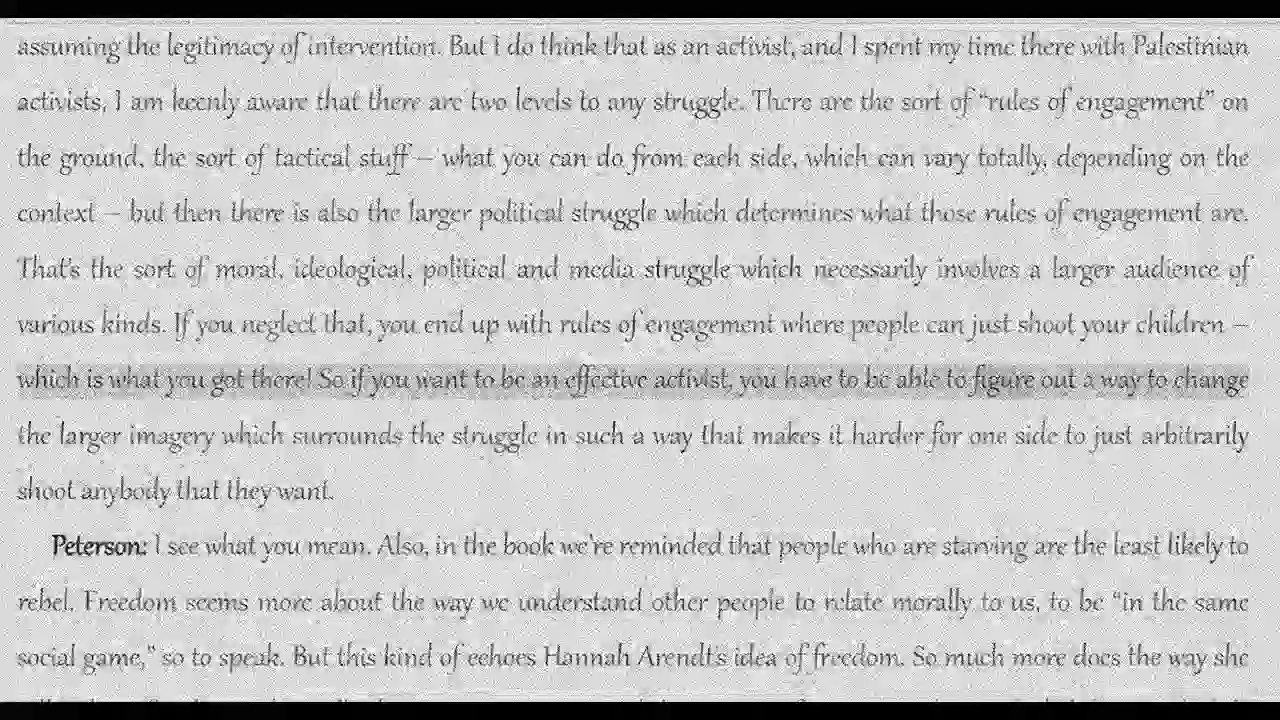 assuming the legitimacy of intervention. But I do think that as an activist, and I spent my time there with Palestinian
activists, I am keenly aware that there are two levels to any struggle. There are the sort of “rules of engagement” on
the ground, the sort of tactical stuff – what you can do from each side, which can vary totally, depending on the
context – but then there is also the larger political struggle which determines what those rules of engagement are.
That’s the sort of moral, ideological, political and media struggle which necessarily involves a larger audience of
various kinds. If you neglect that, you end up with rules of engagement where people can just shoot your children –
which is what you got there! So if you want to be an effective activist, you have to be able to figure out a way to change
the larger imagery which surrounds the struggle in such a way that makes it harder for one side to just arbitrarily
shoot anybody that they want.
Peterson: I see what you mean. Also, in the book we’re reminded that people who are starving are the least likely to
rebel. Freedom seems more about the way we understand other people to relate morally to us, to be “in the same
social game,” so to speak. But this kind of echoes Hannah Arendt’s idea of freedom. So much more does the way she